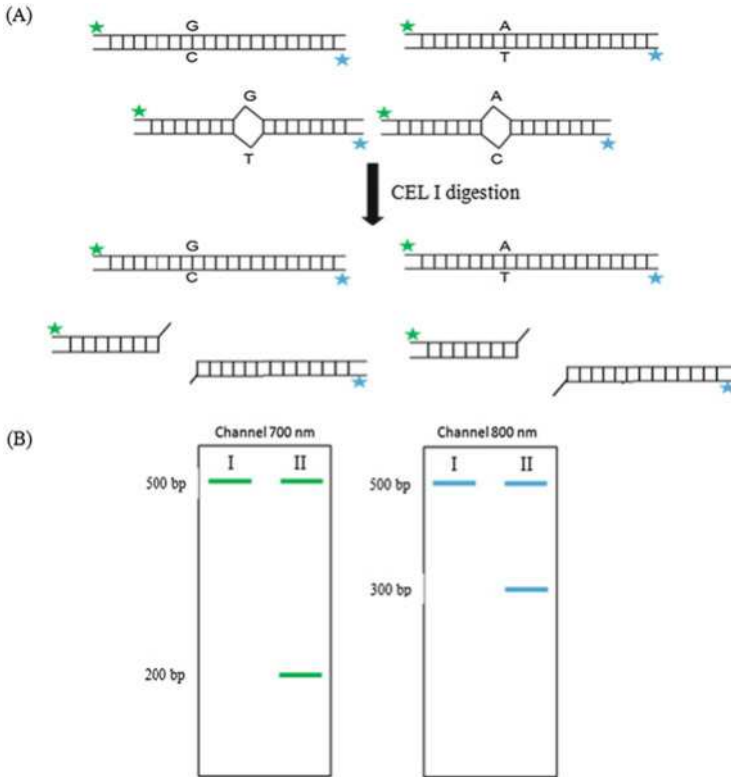 (A)
G A
C T
G A
T C
CEL I digestion
G A
C T
(B)
Channel 700 nm Channel 800 nm
I II I II
500 bp 500 bp
300 bp
200 bp